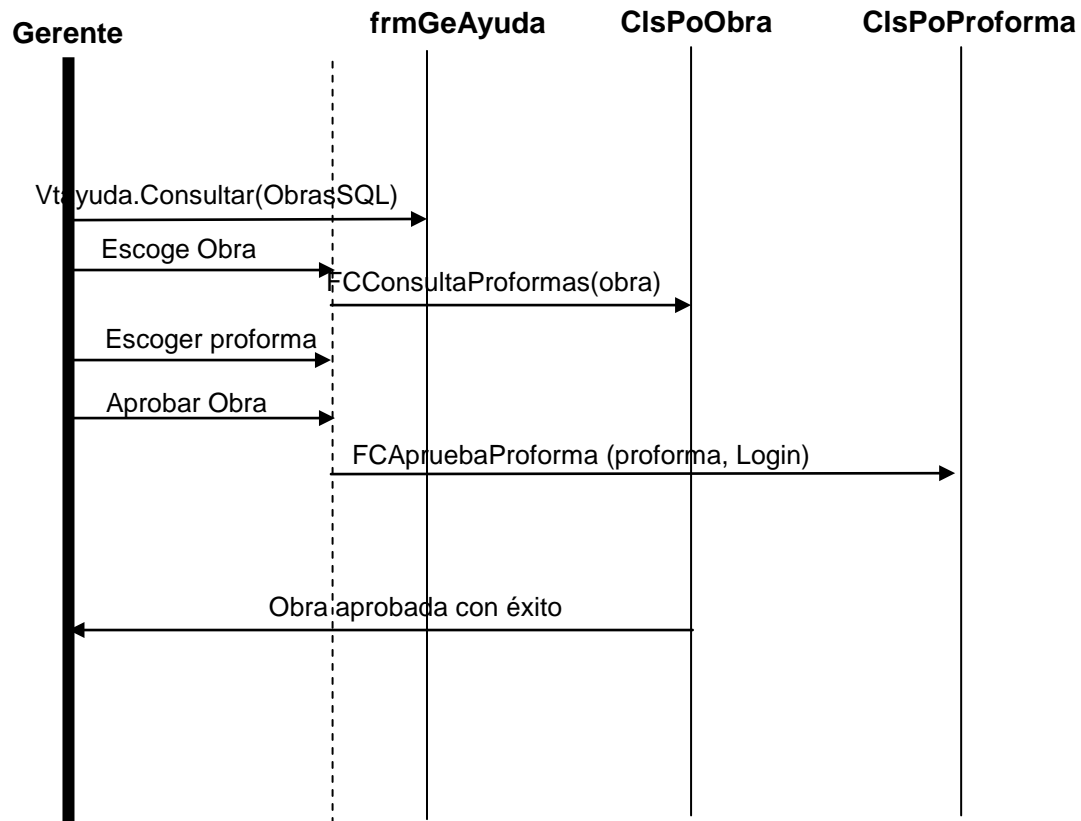 Gerente
frmGeAyuda
ClsPoObra
ClsPoProforma
Vtayuda.Consultar(ObrasSQL)
Escoge Obra
FCConsultaProformas(obra)
Escoger proforma
Aprobar Obra
FCApruebaProforma (proforma, Login)
Obra aprobada con éxito